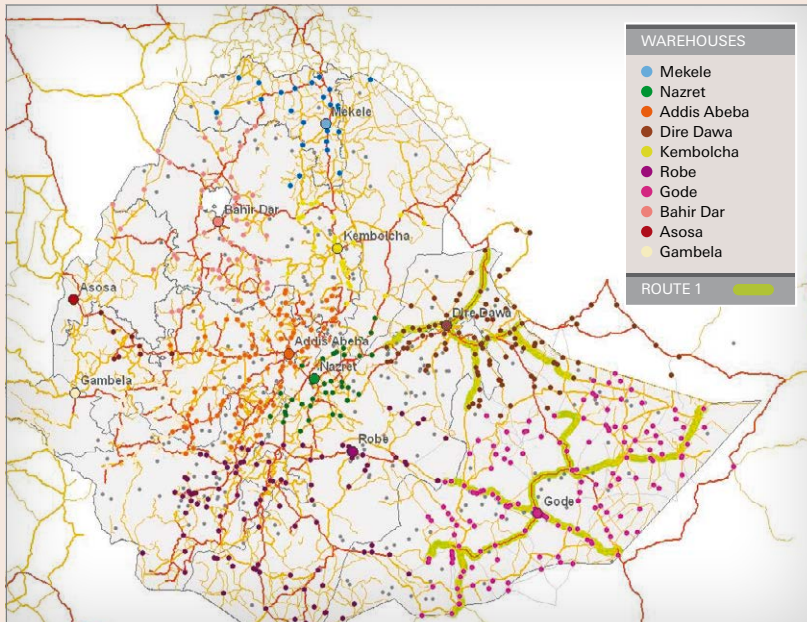 WAREHOUSES
Mekele
Nazret
Addis Abeba
Dire Dawa
Kembolcha
Robe
Gode
Bahir Dar
Asosa
Gambela
ROUTE 1
Mekele
Bahir Dar
Kembolcha
Asosa
Dire Dawa
Addis Abeba
Nazret
Gambela
Robe
Gode